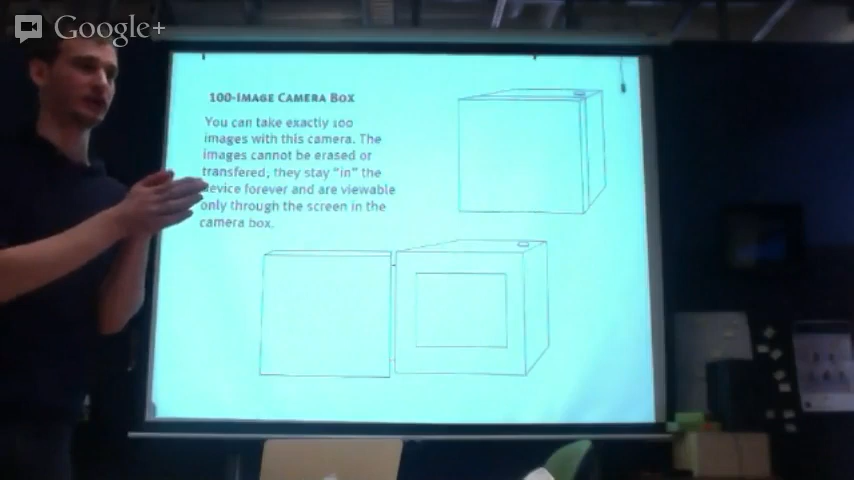 Google+
100-Image Camera Box
You can take exactly 100
images with this camera. The
images cannot be erased or
transfered; they stay "in" the
device forever and are viewable
only through the screen in the
camera box.